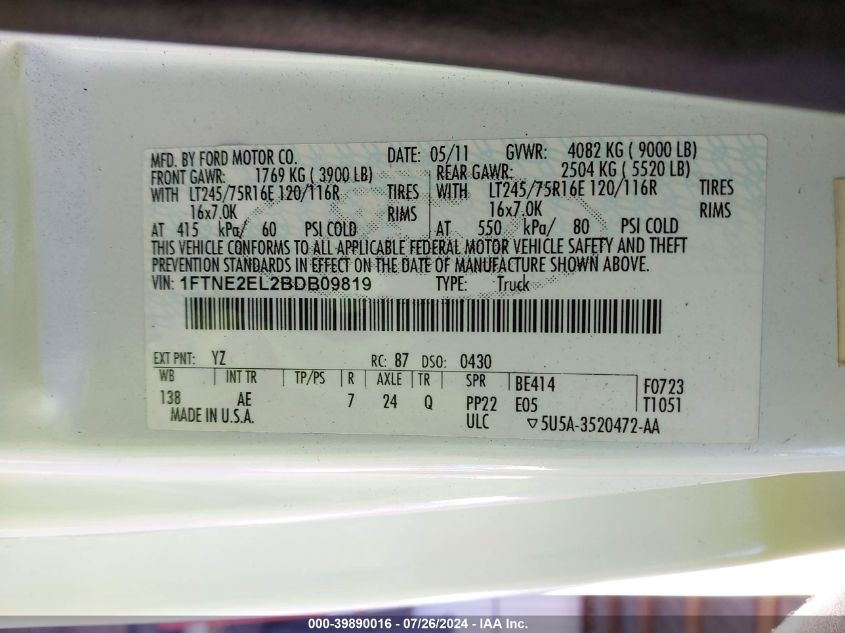 MFD. BY FORD MOTOR CO. DATE: 05/11 GVWR: 4082 KG ( 9000 LB)
FRONT GAWR: 1769 KG ( 3900 LB) REAR GAWR: 2504 KG ( 5520 LB)
WITH LT245/75R16E 120/116R TIRES WITH LT245/75R16E 120/116R TIRES
16x7.0K RIMS 16x7.0K RIMS
AT 415 kPa/ 60 PSI COLD AT 550 kPa/ 80 PSI COLD
THIS VEHICLE CONFORMS TO ALL APPLICABLE FEDERAL MOTOR VEHICLE SAFETY AND THEFT
PREVENTION STANDARDS IN EFFECT ON THE DATE OF MANUFACTURE SHOWN ABOVE.
VIN: 1FTNE2EL2BDB09819 TYPE: Truck
EXT PNT: YZ RC: 87 DSO: 0430
WB INT TR TP/PS R AXLE TR SPR BE414 F0723
138 AE 7 24 Q PP22 E05 T1051
MADE IN U.S.A. ULC ▽5U5A-3520472-AA
000-39890016 - 07/26/2024 - IAA Inc.